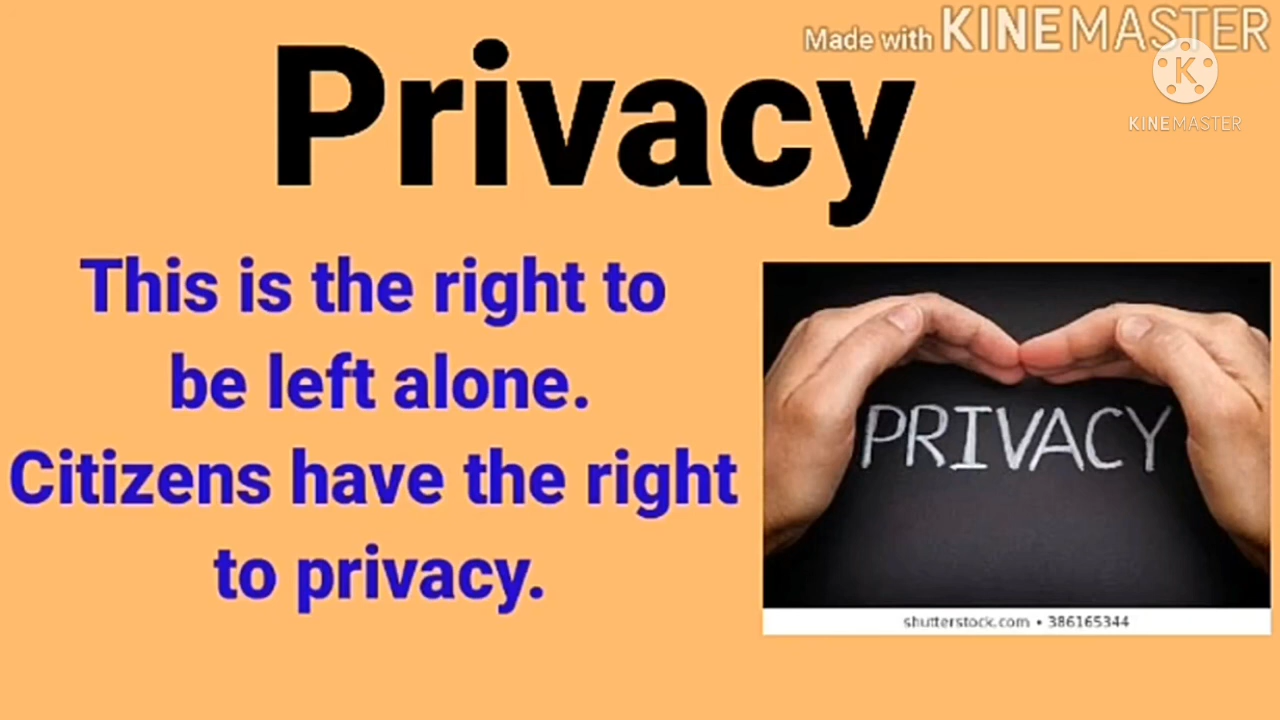 Made with KINEMASTER
K
KINEMASTER
Privacy
This is the right to
be left alone.
Citizens have the right
to privacy.
PRIVACY
shutterstock.com • 386165344